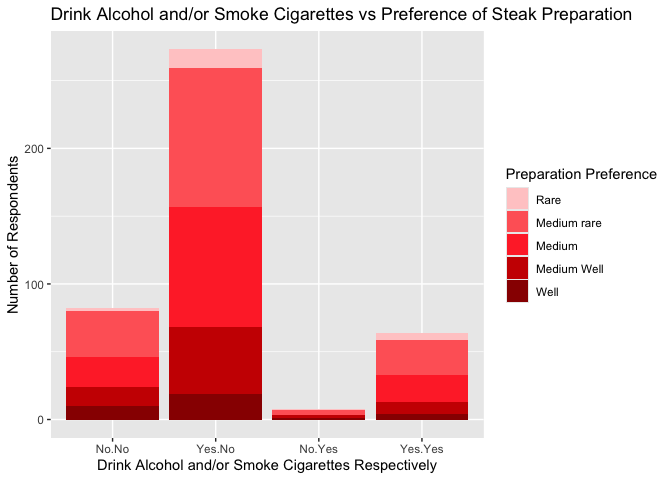 Drink Alcohol and/or Smoke Cigarettes vs Preference of Steak Preparation
Number of Respondents
200
100
0
No.No Yes.No No.Yes Yes.Yes
Drink Alcohol and/or Smoke Cigarettes Respectively
Preparation Preference
Rare
Medium rare
Medium
Medium Well
Well